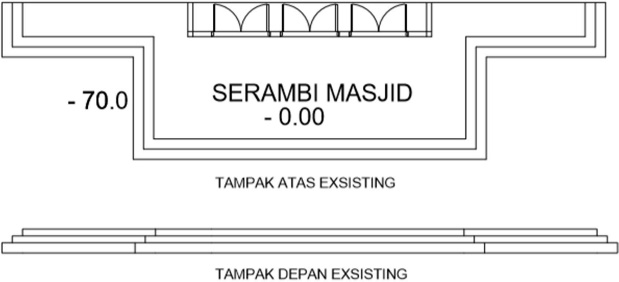 SERAMBI MASJID
- 70.0
- 0.00
TAMPAK ATAS EXSISTING
TAMPAK DEPAN EXSISTING